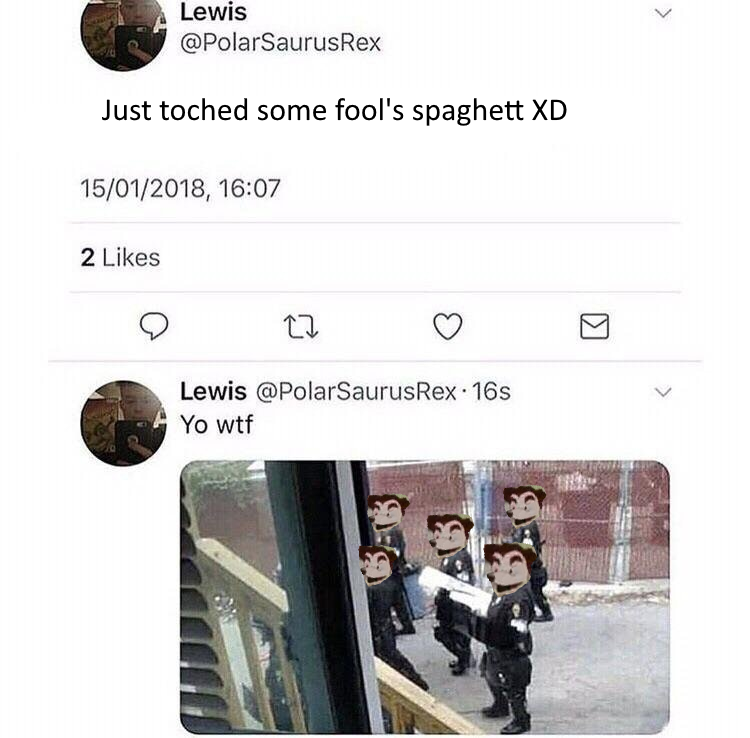 Lewis
@PolarSaurusRex
Just toched some fool's spaghett XD
15/01/2018, 16:07
2 Likes
Lewis @PolarSaurusRex · 16s
Yo wtf